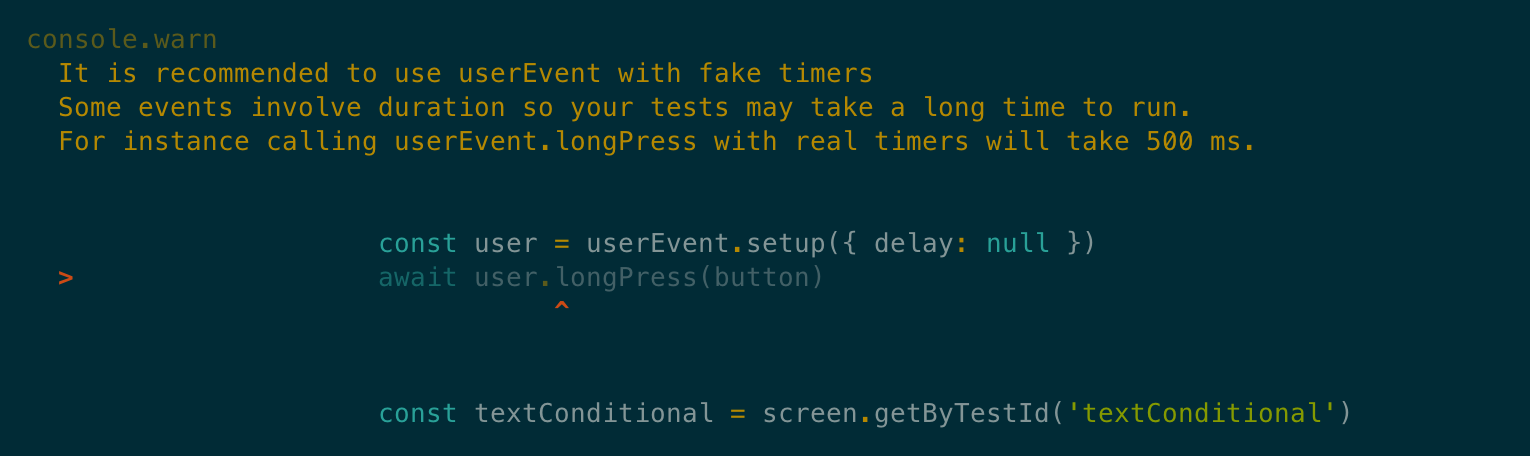 console.warn
It is recommended to use userEvent with fake timers
Some events involve duration so your tests may take a long time to run.
For instance calling userEvent.longPress with real timers will take 500 ms.
const user = userEvent.setup({ delay: null })
> await user.longPress(button)
^
const textConditional = screen.getByTestId('textConditional')